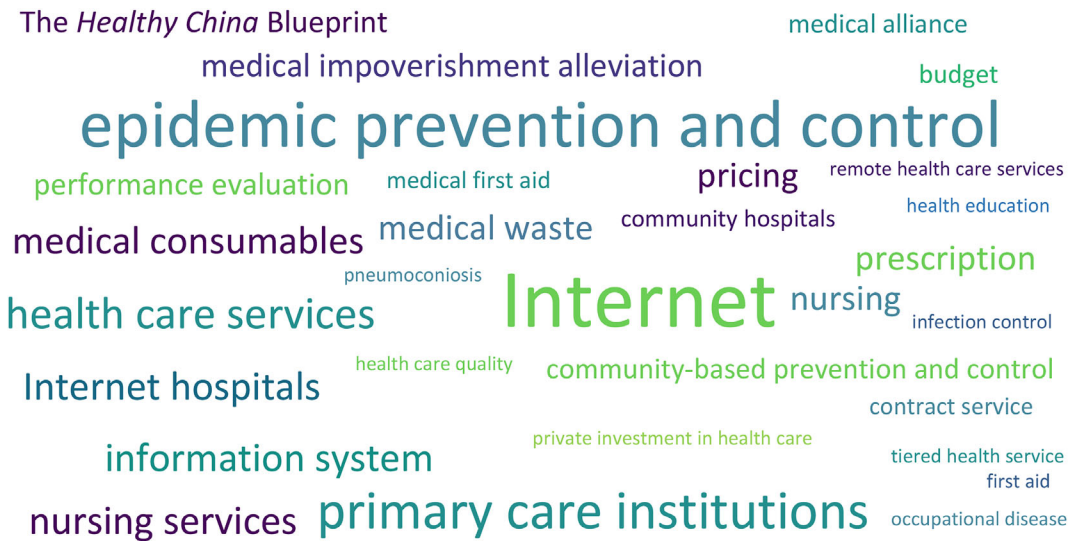 The Healthy China Blueprint
medical alliance
medical impoverishment alleviation
budget
epidemic prevention and control
performance evaluation
medical first aid
pricing
remote health care services
community hospitals
health education
medical consumables
medical waste
prescription
pneumoconiosis
Internet
nursing
health care services
infection control
health care quality
community-based prevention and control
Internet hospitals
contract service
private investment in health care
information system
tiered health service
first aid
nursing services
primary care institutions
occupational disease